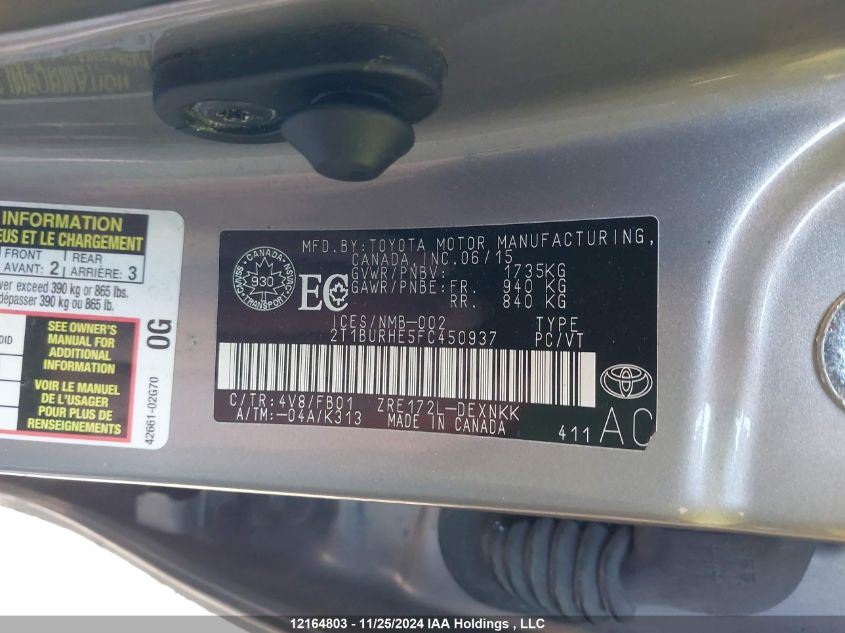 INFORMATION
EUS ET LE CHARGEMENT
FRONT
AVANT: 2
REAR
ARRIÈRE: 3
ver exceed 390 kg or 865 lbs.
dépasser 390 kg ou 865 lb.
SEE OWNER'S
MANUAL FOR
ADDITIONAL
INFORMATION
VOIR LE MANUEL
DE L'USAGER
POUR PLUS DE
RENSEIGNEMENTS
0G
42661-02G70
CANADA
930
TRANSPORT
EC
MFD.BY:TOYOTA MOTOR MANUFACTURING,
CANADA,INC.06/15
GVWR/PNBV: 1735KG
GAWR/PNBE:FR. 940 KG
RR. 840 KG
ICES/NMB-002 TYPE
2T1BURHE5FC450937 PC/VT
C/TR:4V8/FB01 ZRE172L-DEXNKK
A/TM:-04A/K313 MADE IN CANADA
411 AC
12164803 - 11/25/2024 IAA Holdings, LLC